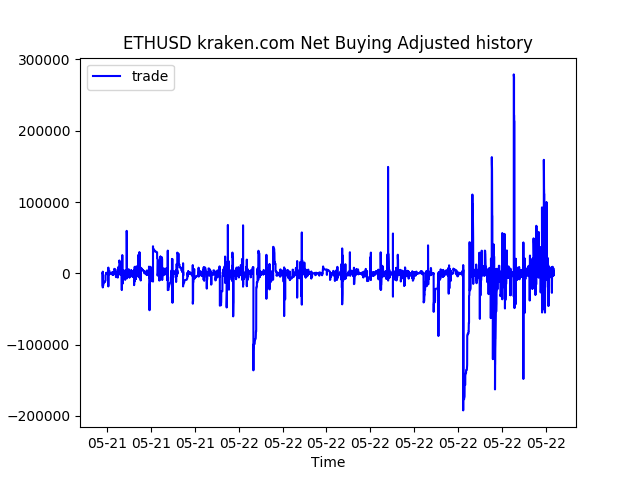 ETHUSD kraken.com Net Buying Adjusted history
trade
300000
200000
100000
0
−100000
−200000
05-21 05-21 05-21 05-22 05-22 05-22 05-22 05-22 05-22 05-22 05-22
Time